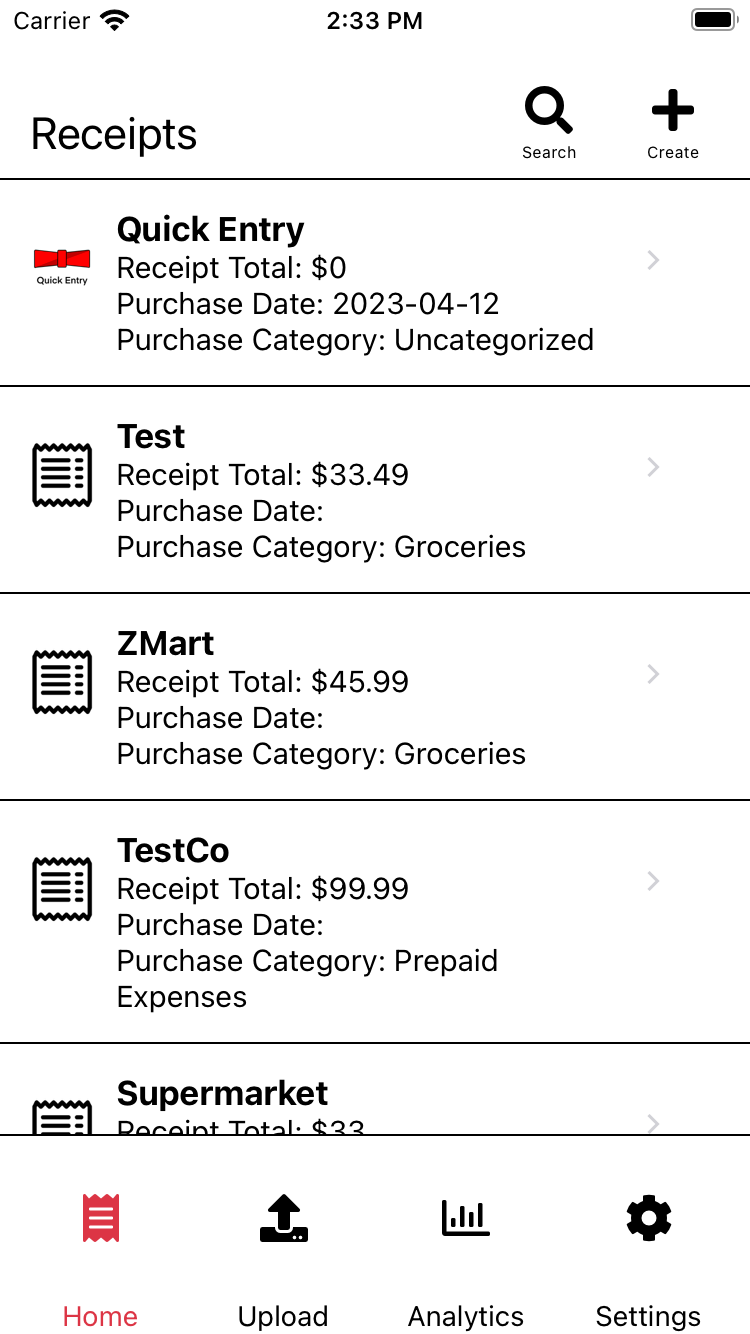 Carrier 2:33 PM
Receipts
Search Create
Quick Entry
Quick Entry
Receipt Total: $0
Purchase Date: 2023-04-12
Purchase Category: Uncategorized
Test
Receipt Total: $33.49
Purchase Date:
Purchase Category: Groceries
ZMart
Receipt Total: $45.99
Purchase Date:
Purchase Category: Groceries
TestCo
Receipt Total: $99.99
Purchase Date:
Purchase Category: Prepaid
Expenses
Supermarket
Receipt Total: $33
Home Upload Analytics Settings